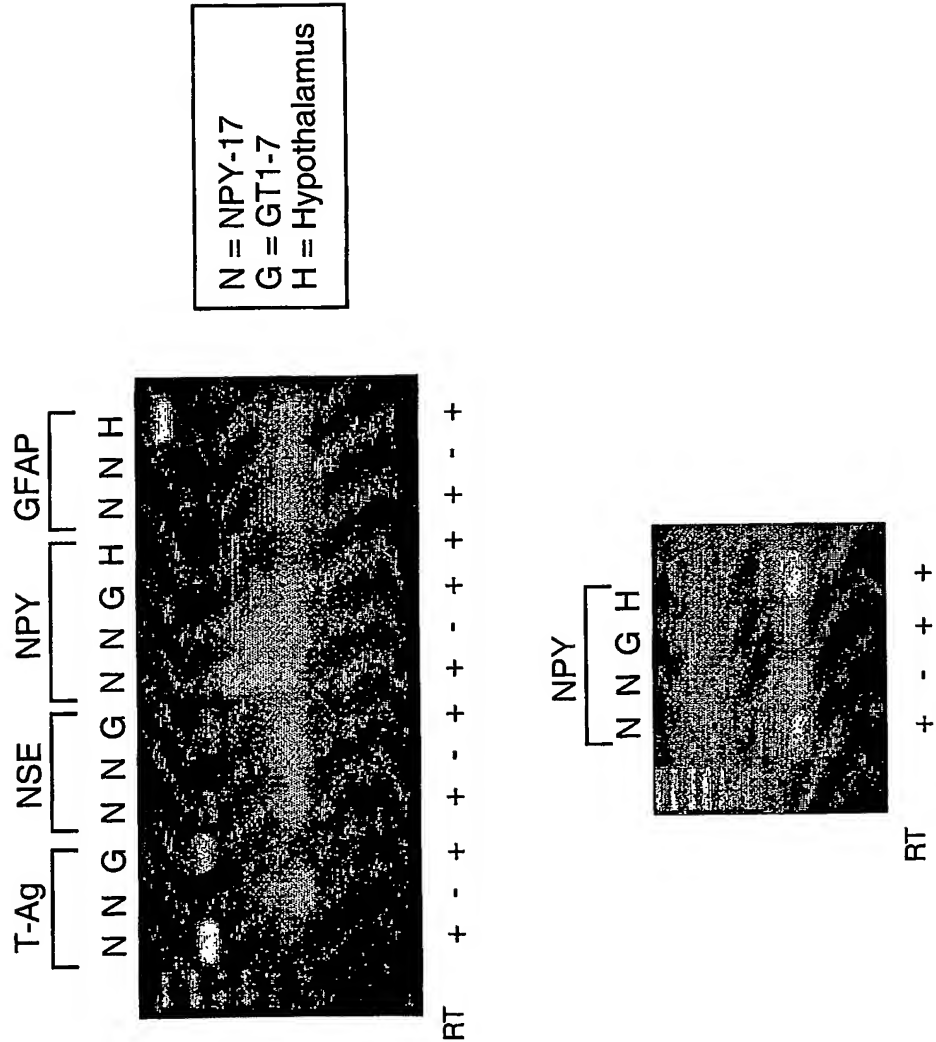 T-Ag NSE NPY GFAP
N N G N N G N N G H N N H
RT + - + + - + + - + + + - +
N = NPY-17
G = GT1-7
H = Hypothalamus
NPY
N N G H
RT + - + +